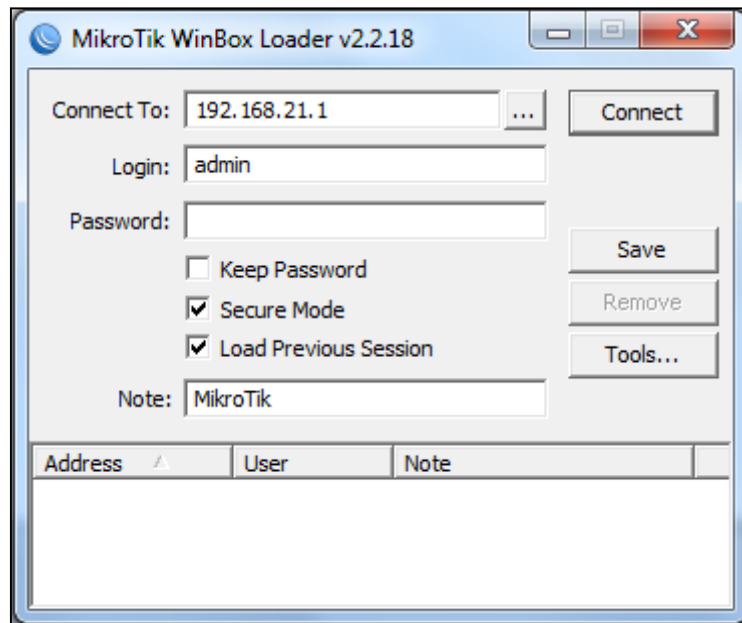 MikroTik WinBox Loader v2.2.18
Connect To: 192.168.21.1 ... Connect
Login: admin
Password:
Save
Keep Password
Remove
Secure Mode
Load Previous Session
Tools...
Note: MikroTik
Address User Note